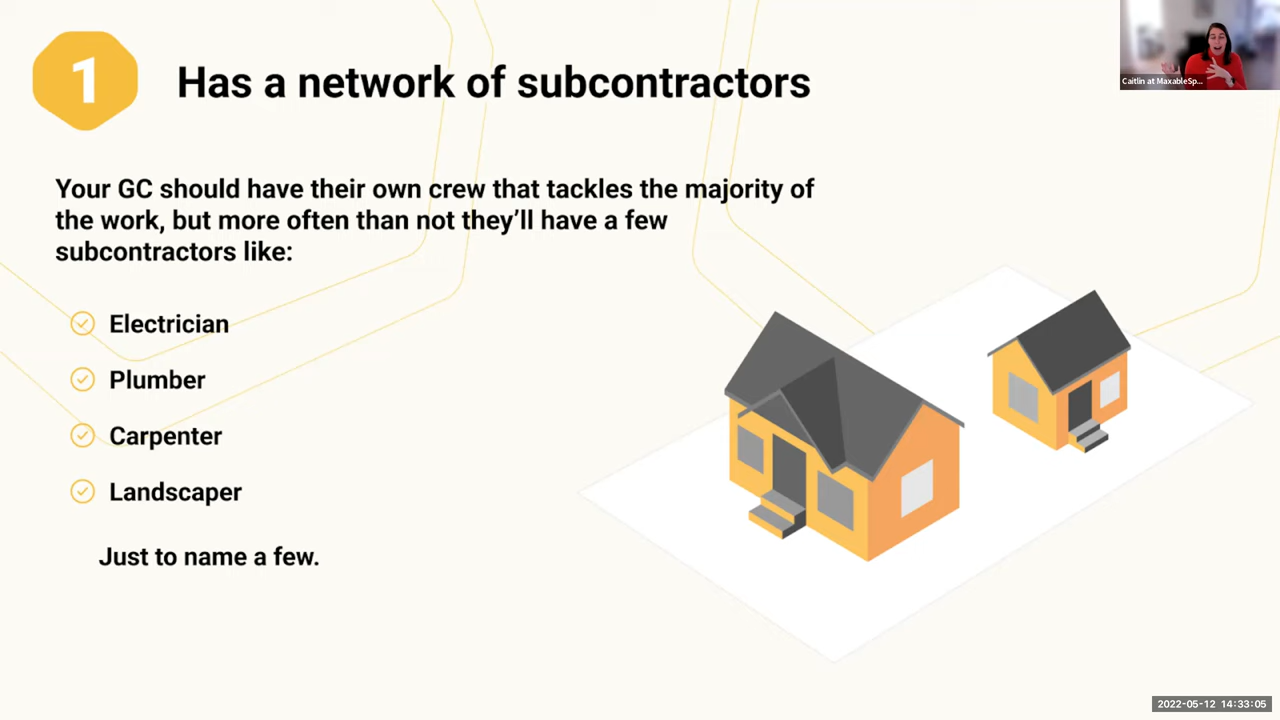 1
Has a network of subcontractors
Caitlin at MaxableSp...
Your GC should have their own crew that tackles the majority of
the work, but more often than not they’ll have a few
subcontractors like:
Electrician
Plumber
Carpenter
Landscaper
Just to name a few.
2022-05-12 14:33:05